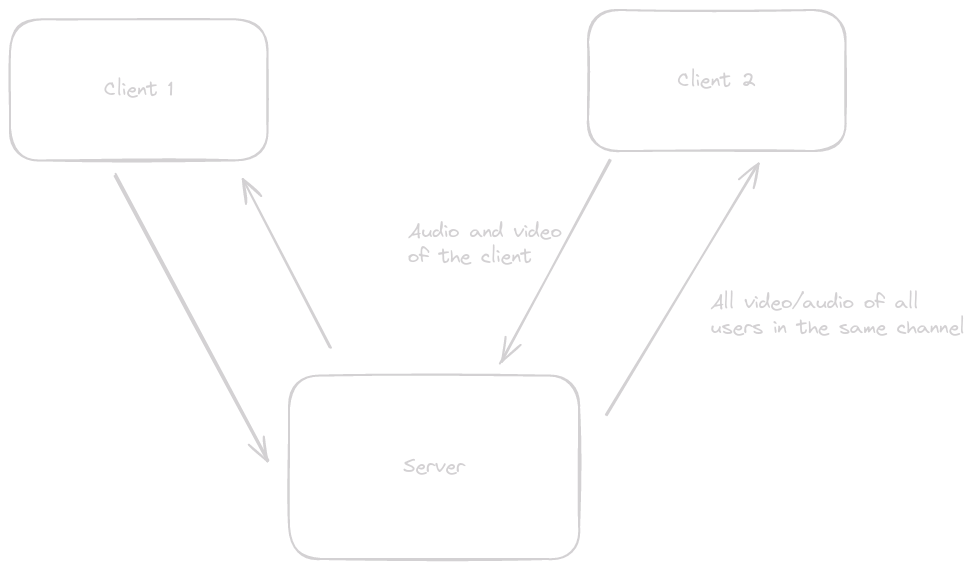 Client 1
Client 2
Audio and video
of the client
All video/audio of all
users in the same channel
Server